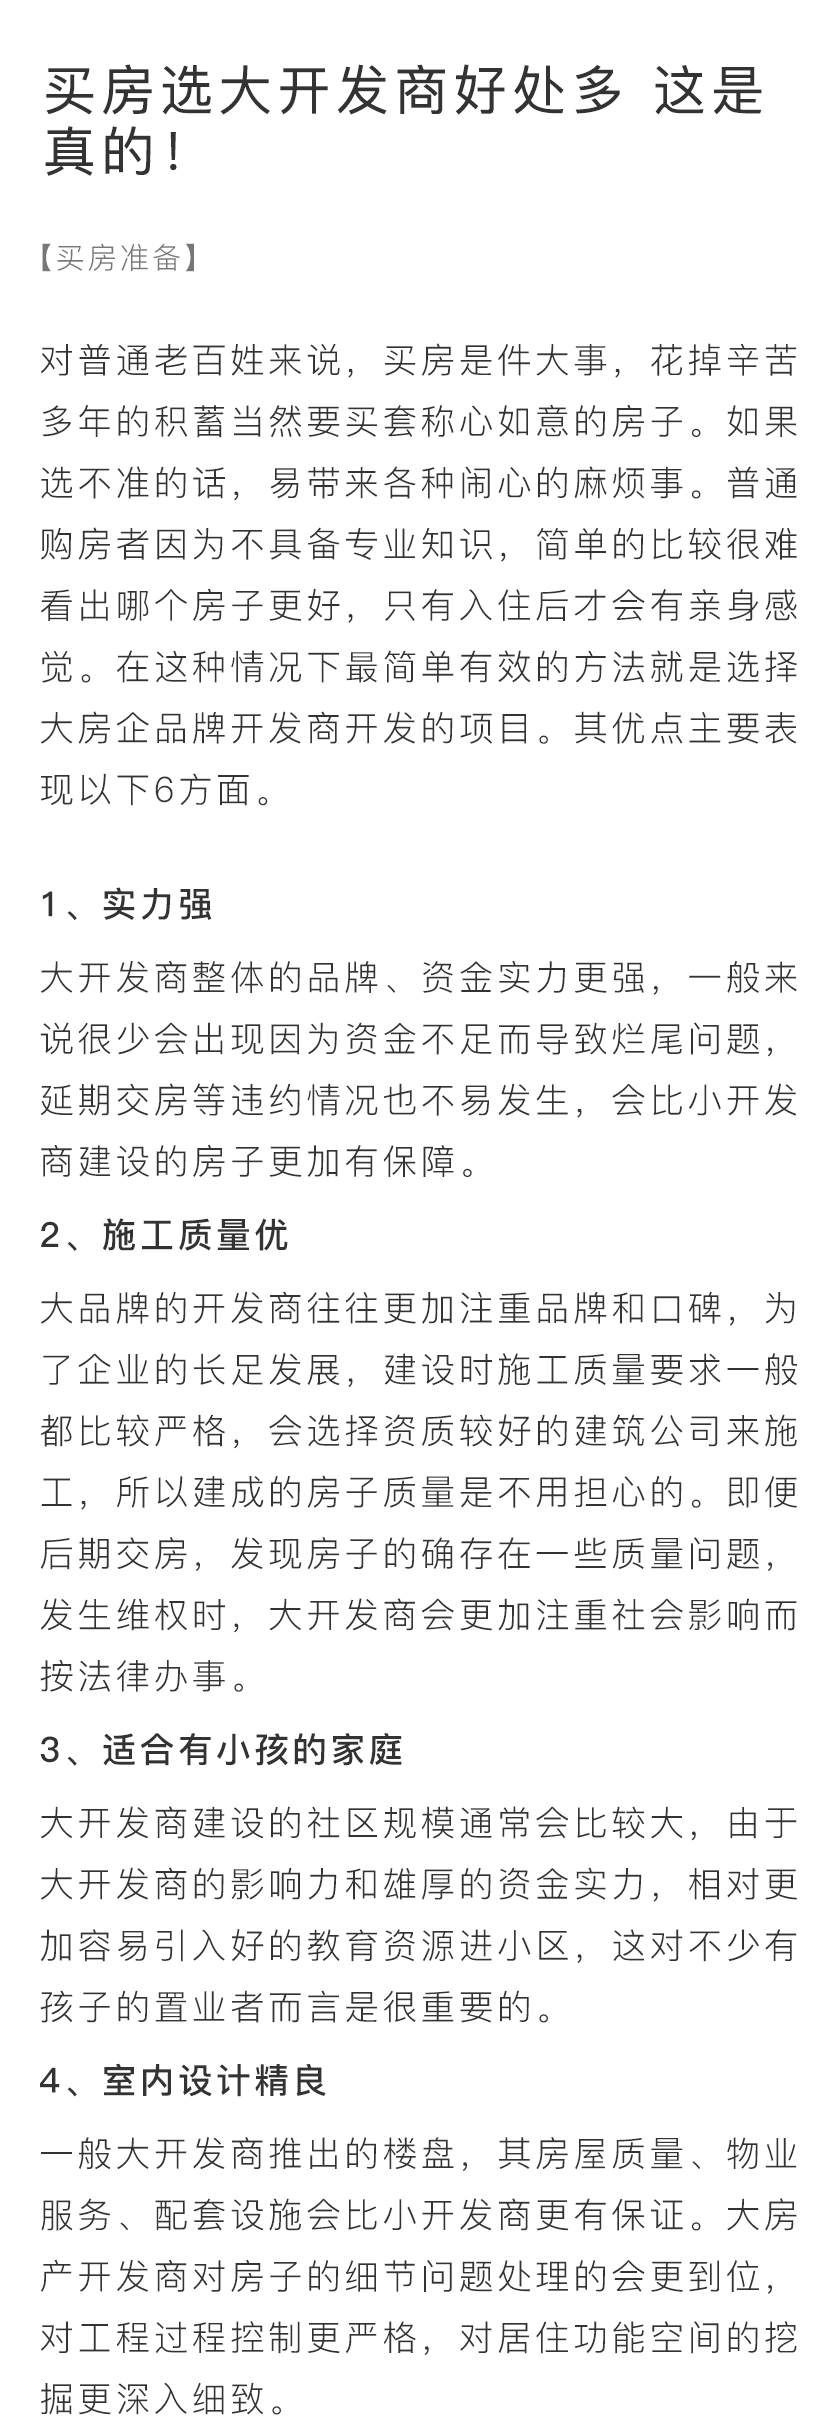 买房选大开发商好处多 这是
真的！
【买房准备】
对普通老百姓来说，买房是件大事，花掉辛苦
多年的积蓄当然要买套称心如意的房子。如果
选不准的话，易带来各种闹心的麻烦事。普通
购房者因为不具备专业知识，简单的比较很难
看出哪个房子更好，只有入住后才会有亲身感
觉。在这种情况下最简单有效的方法就是选择
大房企品牌开发商开发的项目。其优点主要表
现以下6方面。
1、实力强
大开发商整体的品牌、资金实力更强，一般来
说很少会出现因为资金不足而导致烂尾问题，
延期交房等违约情况也不易发生，会比小开发
商建设的房子更加有保障。
2、施工质量优
大品牌的开发商往往更加注重品牌和口碑，为
了企业的长足发展，建设时施工质量要求一般
都比较严格，会选择资质较好的建筑公司来施
工，所以建成的房子质量是不用担心的。即便
后期交房，发现房子的确存在一些质量问题，
发生维权时，大开发商会更加注重社会影响而
按法律办事。
3、适合有小孩的家庭
大开发商建设的社区规模通常会比较大，由于
大开发商的影响力和雄厚的资金实力，相对更
加容易引入好的教育资源进小区，这对不少有
孩子的置业者而言是很重要的。
4、室内设计精良
一般大开发商推出的楼盘，其房屋质量、物业
服务、配套设施会比小开发商更有保证。大房
产开发商对房子的细节问题处理的会更到位，
对工程过程控制更严格，对居住功能空间的挖
掘更深入细致。